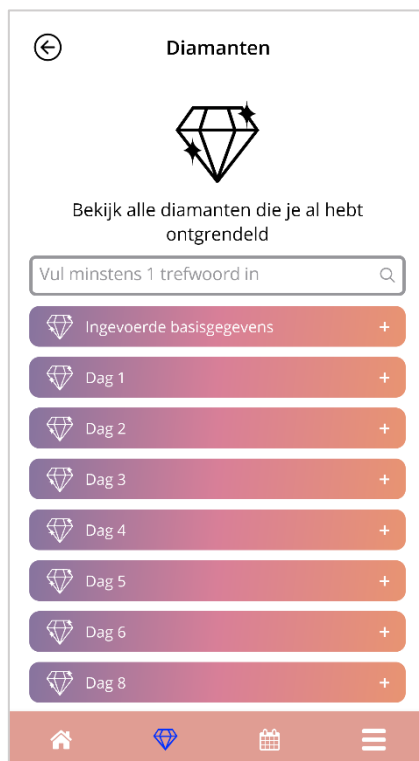 Diamanten
Bekijk alle diamanten die je al hebt
ontgrendeld
Vul minstens 1 trefwoord in
Ingevoerde basisgegevens +
Dag 1 +
Dag 2 +
Dag 3 +
Dag 4 +
Dag 5 +
Dag 6 +
Dag 8 +